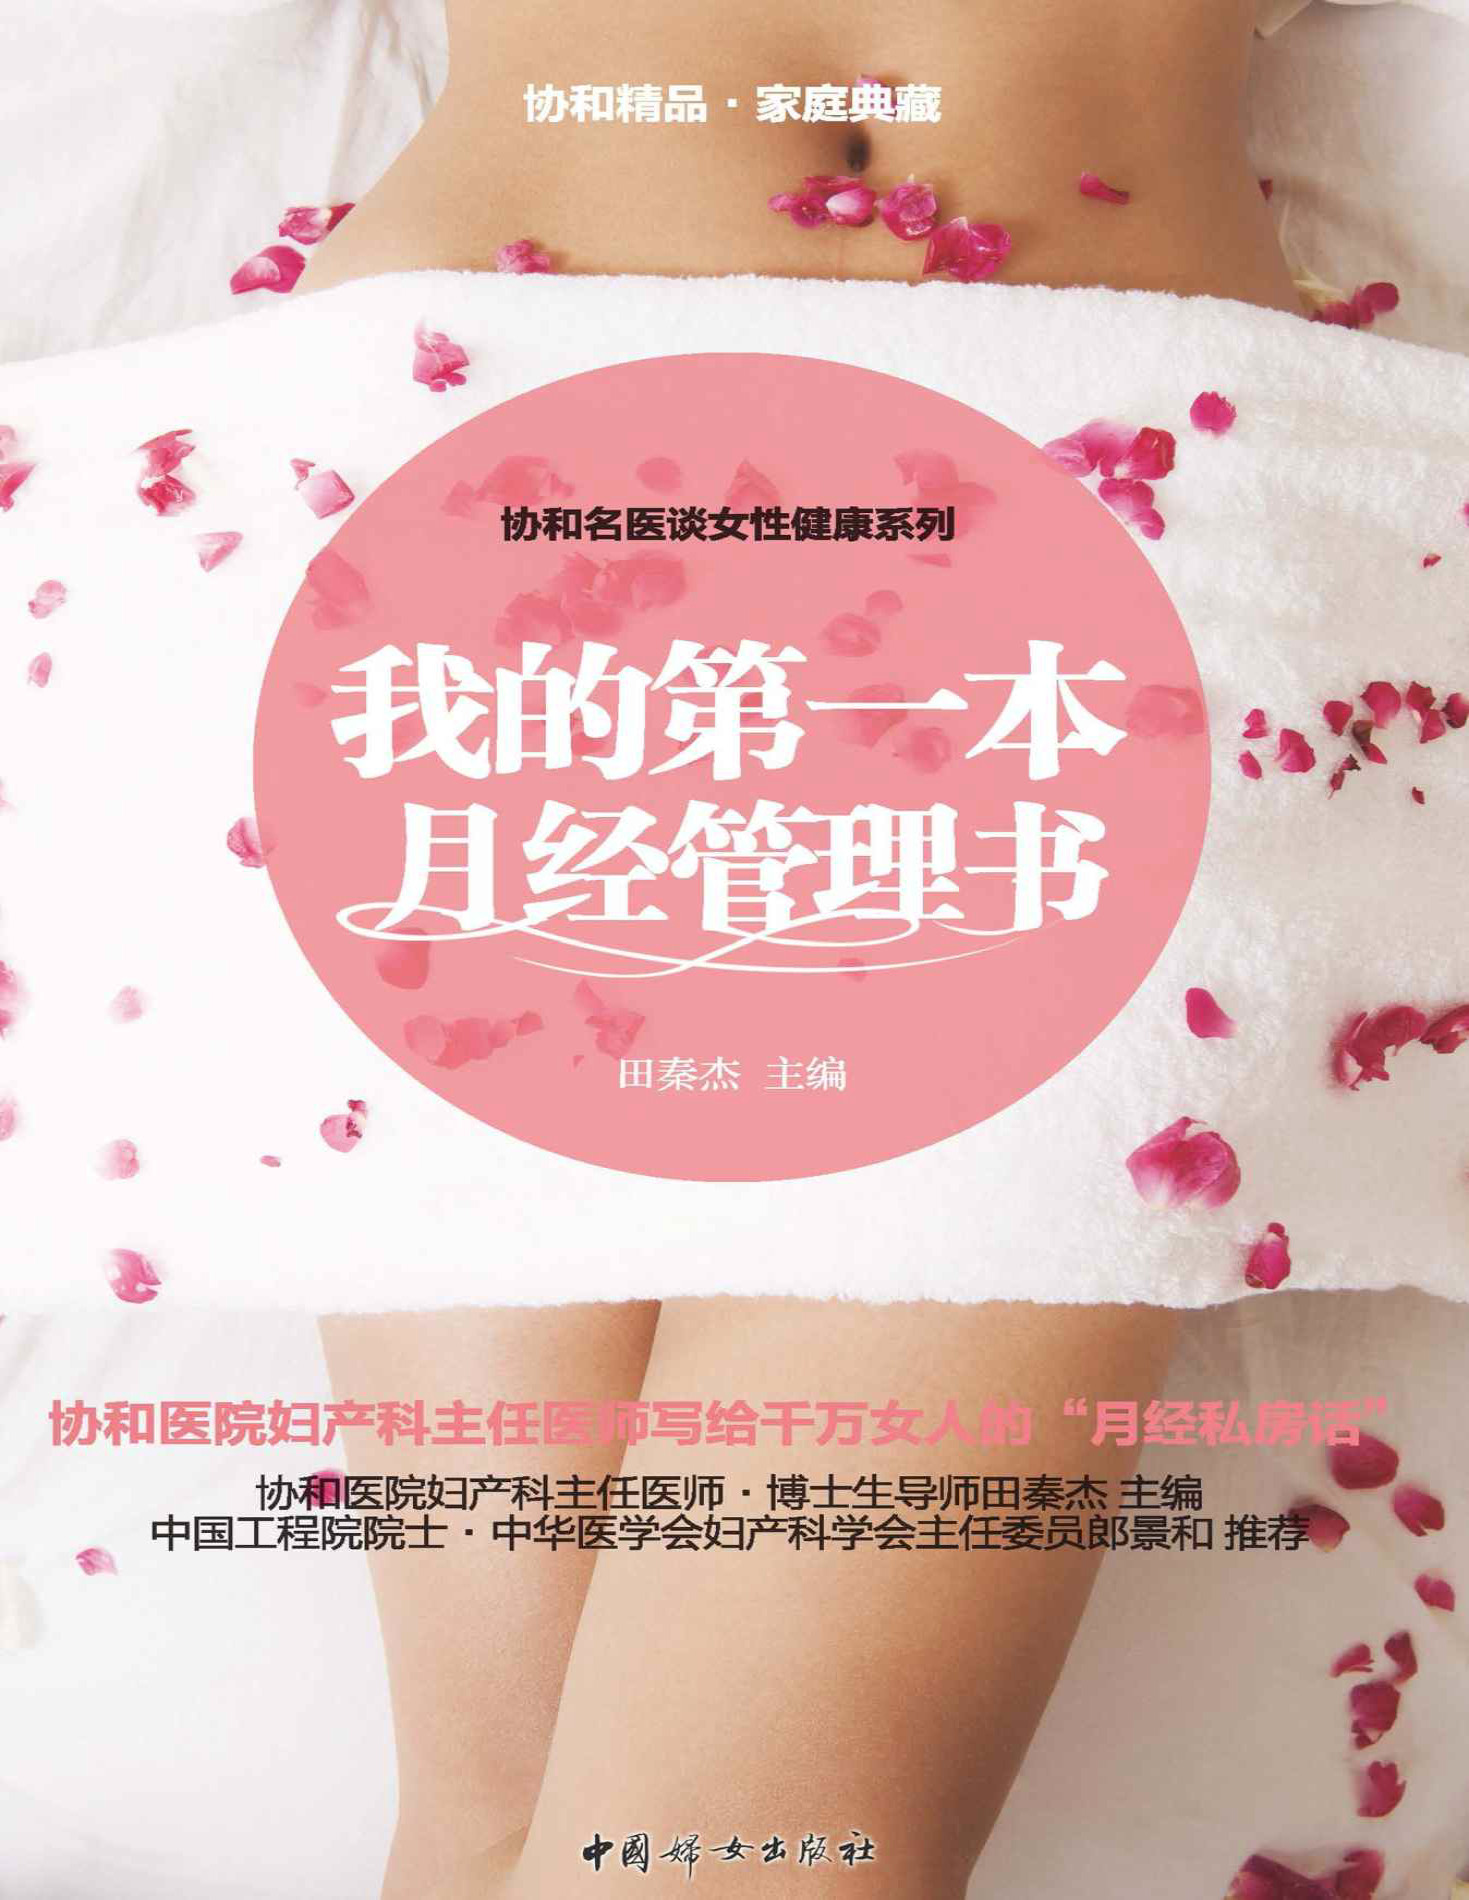 协和精品·家庭典藏
协和名医谈女性健康系列
我的第一本
月经管理书
田秦杰 主编
协和医院妇产科主任医师写给千万女人的“月经私房话”
协和医院妇产科主任医师·博士生导师田秦杰 主编
中国工程院院士·中华医学会妇产科学会主任委员郎景和 推荐
中國婦女出版社